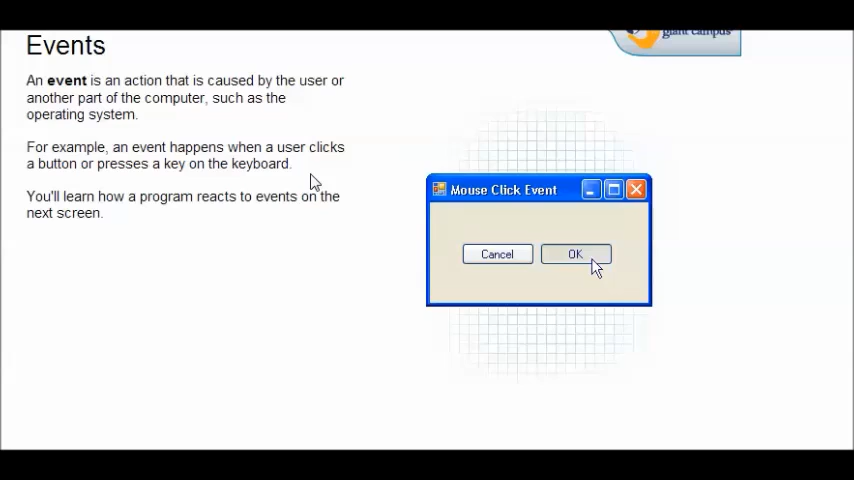 giant campus
Events
An event is an action that is caused by the user or
another part of the computer, such as the
operating system.
For example, an event happens when a user clicks
a button or presses a key on the keyboard.
You'll learn how a program reacts to events on the
next screen.
Mouse Click Event
Cancel OK